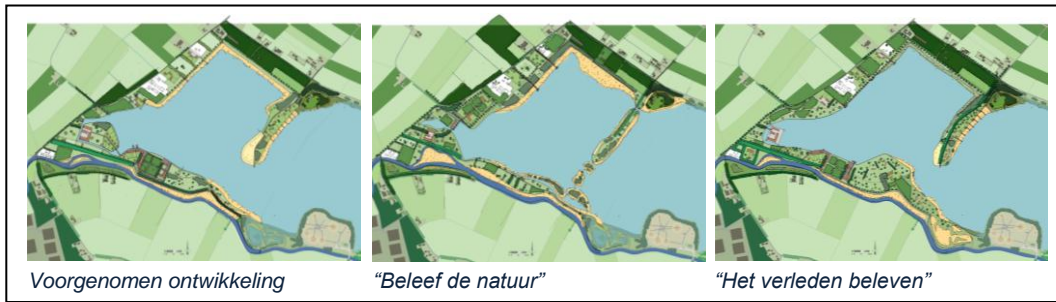 Voorgenomen ontwikkeling
“Beleef de natuur”
“Het verleden beleven”